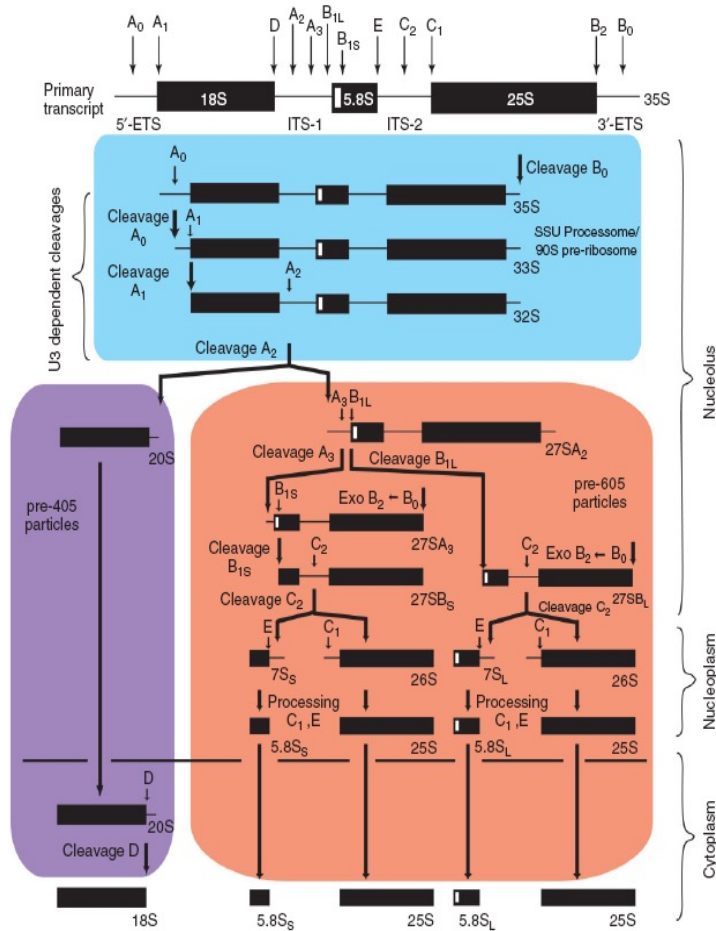 A0 A1 D A2 A3 B1L B1S E C2 C1 B2 B0
Primary transcript 18S 5.8S 25S 35S
5′-ETS ITS-1 ITS-2 3′-ETS
A0 Cleavage B0
35S
Cleavage A0 A1 SSU Processome/
90S pre-ribosome
33S
Cleavage A1 A2
32S
U3 dependent cleavages
Cleavage A2
Nucleolus
A3 B1L
20S 27SA2
Cleavage A3 Cleavage B1L
pre-405 particles
pre-605 particles
B1S Exo B2 ← B0
27SA3
Cleavage B1S C2 C2 Exo B2 ← B0
27SBS 27SBL
Cleavage C2 Cleavage C2
E C1 E C1
7SS 26S 7SL 26S
Nucleoplasm
Processing C1 ,E Processing C1 ,E
5.8SS 25S 5.8SL 25S
D
20S
Cytoplasm
Cleavage D
18S 5.8SS 25S 5.8SL 25S